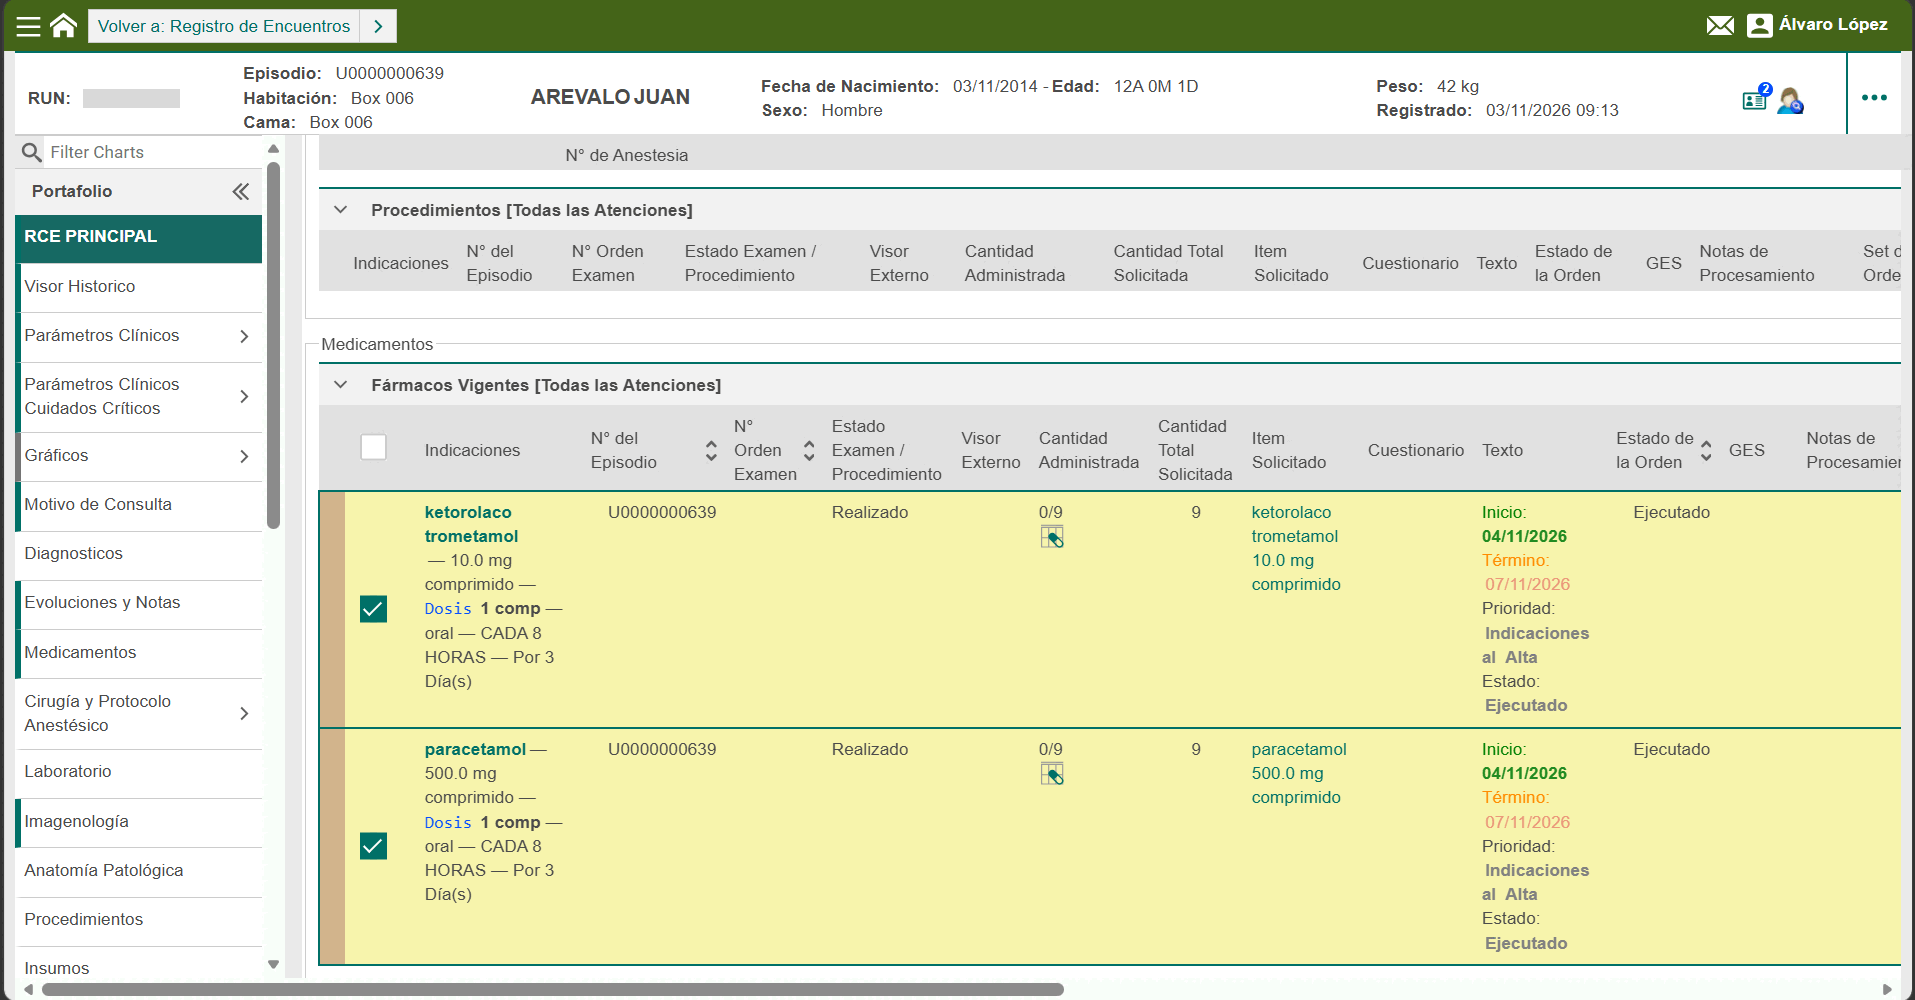 Volver a: Registro de Encuentros
Álvaro López
RUN:
Episodio: U0000000639
Habitación: Box 006
Cama: Box 006
AREVALO JUAN
Fecha de Nacimiento: 03/11/2014 - Edad: 12A 0M 1D
Sexo: Hombre
Peso: 42 kg
Registrado: 03/11/2026 09:13
2
Filter Charts
Portafolio
RCE PRINCIPAL
Visor Historico
Parámetros Clínicos
Parámetros Clínicos
Cuidados Críticos
Gráficos
Motivo de Consulta
Diagnosticos
Evoluciones y Notas
Medicamentos
Cirugía y Protocolo
Anestésico
Laboratorio
Imagenología
Anatomía Patológica
Procedimientos
Insumos
N° de Anestesia
Procedimientos [Todas las Atenciones]
Indicaciones
N° del
Episodio
N° Orden
Examen
Estado Examen /
Procedimiento
Visor
Externo
Cantidad
Administrada
Cantidad Total
Solicitada
Item
Solicitado
Cuestionario
Texto
Estado de
la Orden
GES
Notas de
Procesamiento
Set d
Orde
Medicamentos
Fármacos Vigentes [Todas las Atenciones]
Indicaciones
N° del
Episodio
N°
Orden
Examen
Estado
Examen /
Procedimiento
Visor
Externo
Cantidad
Administrada
Cantidad
Total
Solicitada
Item
Solicitado
Cuestionario
Texto
Estado de
la Orden
GES
Notas de
Procesamien
ketorolaco
trometamol
— 10.0 mg
comprimido —
Dosis 1 comp —
oral — CADA 8
HORAS — Por 3
Día(s)
U0000000639
Realizado
0/9
9
ketorolaco
trometamol
10.0 mg
comprimido
Inicio:
04/11/2026
Término:
07/11/2026
Prioridad:
Indicaciones
al Alta
Estado:
Ejecutado
Ejecutado
paracetamol —
500.0 mg
comprimido —
Dosis 1 comp —
oral — CADA 8
HORAS — Por 3
Día(s)
U0000000639
Realizado
0/9
9
paracetamol
500.0 mg
comprimido
Inicio:
04/11/2026
Término:
07/11/2026
Prioridad:
Indicaciones
al Alta
Estado:
Ejecutado
Ejecutado